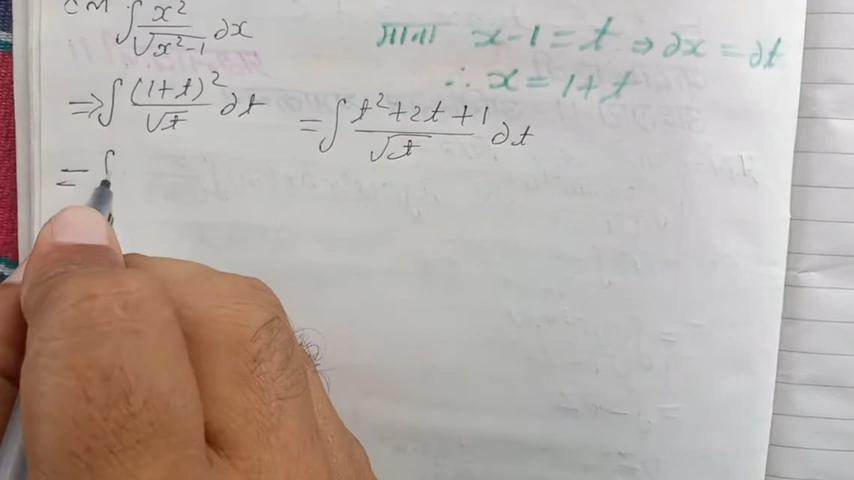 ∫ x²/√(x²-1) ∂x
माना x-1 = t ⇒ ∂x = ∂t
∴ x = 1+t
⇒ ∫ (1+t)²/√t ∂t = ∫ (t²+2t+1)/√t ∂t
= ∫